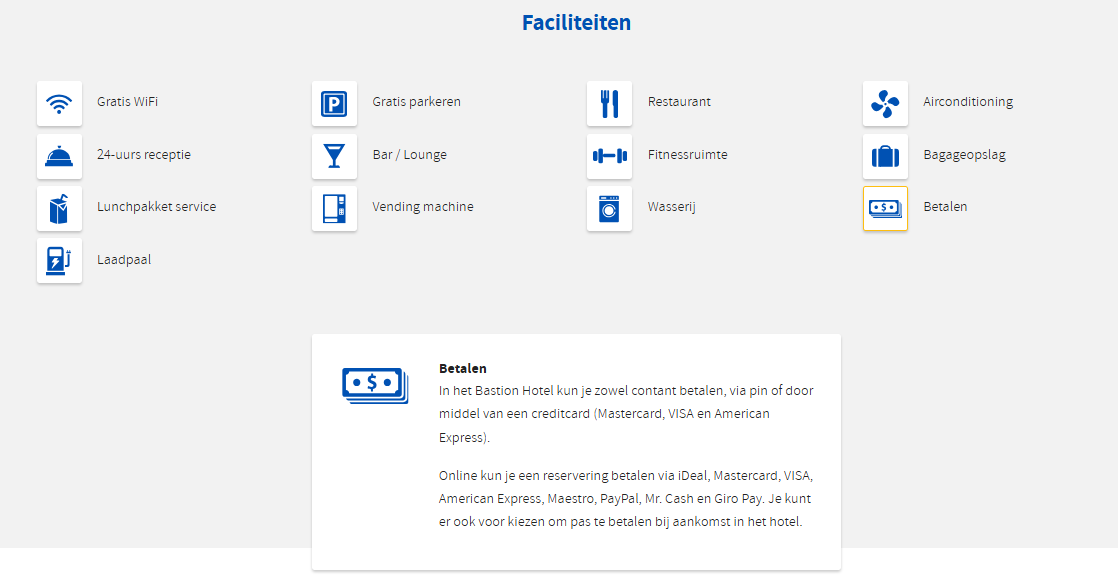 Faciliteiten
Gratis WiFi
Gratis parkeren
Restaurant
Airconditioning
24-uurs receptie
Bar / Lounge
Fitnessruimte
Bagageopslag
Lunchpakket service
Vending machine
Wasserij
Betalen
Laadpaal
Betalen
In het Bastion Hotel kun je zowel contant betalen, via pin of door
middel van een creditcard (Mastercard, VISA en American
Express).
Online kun je een reservering betalen via iDeal, Mastercard, VISA,
American Express, Maestro, PayPal, Mr. Cash en Giro Pay. Je kunt
er ook voor kiezen om pas te betalen bij aankomst in het hotel.